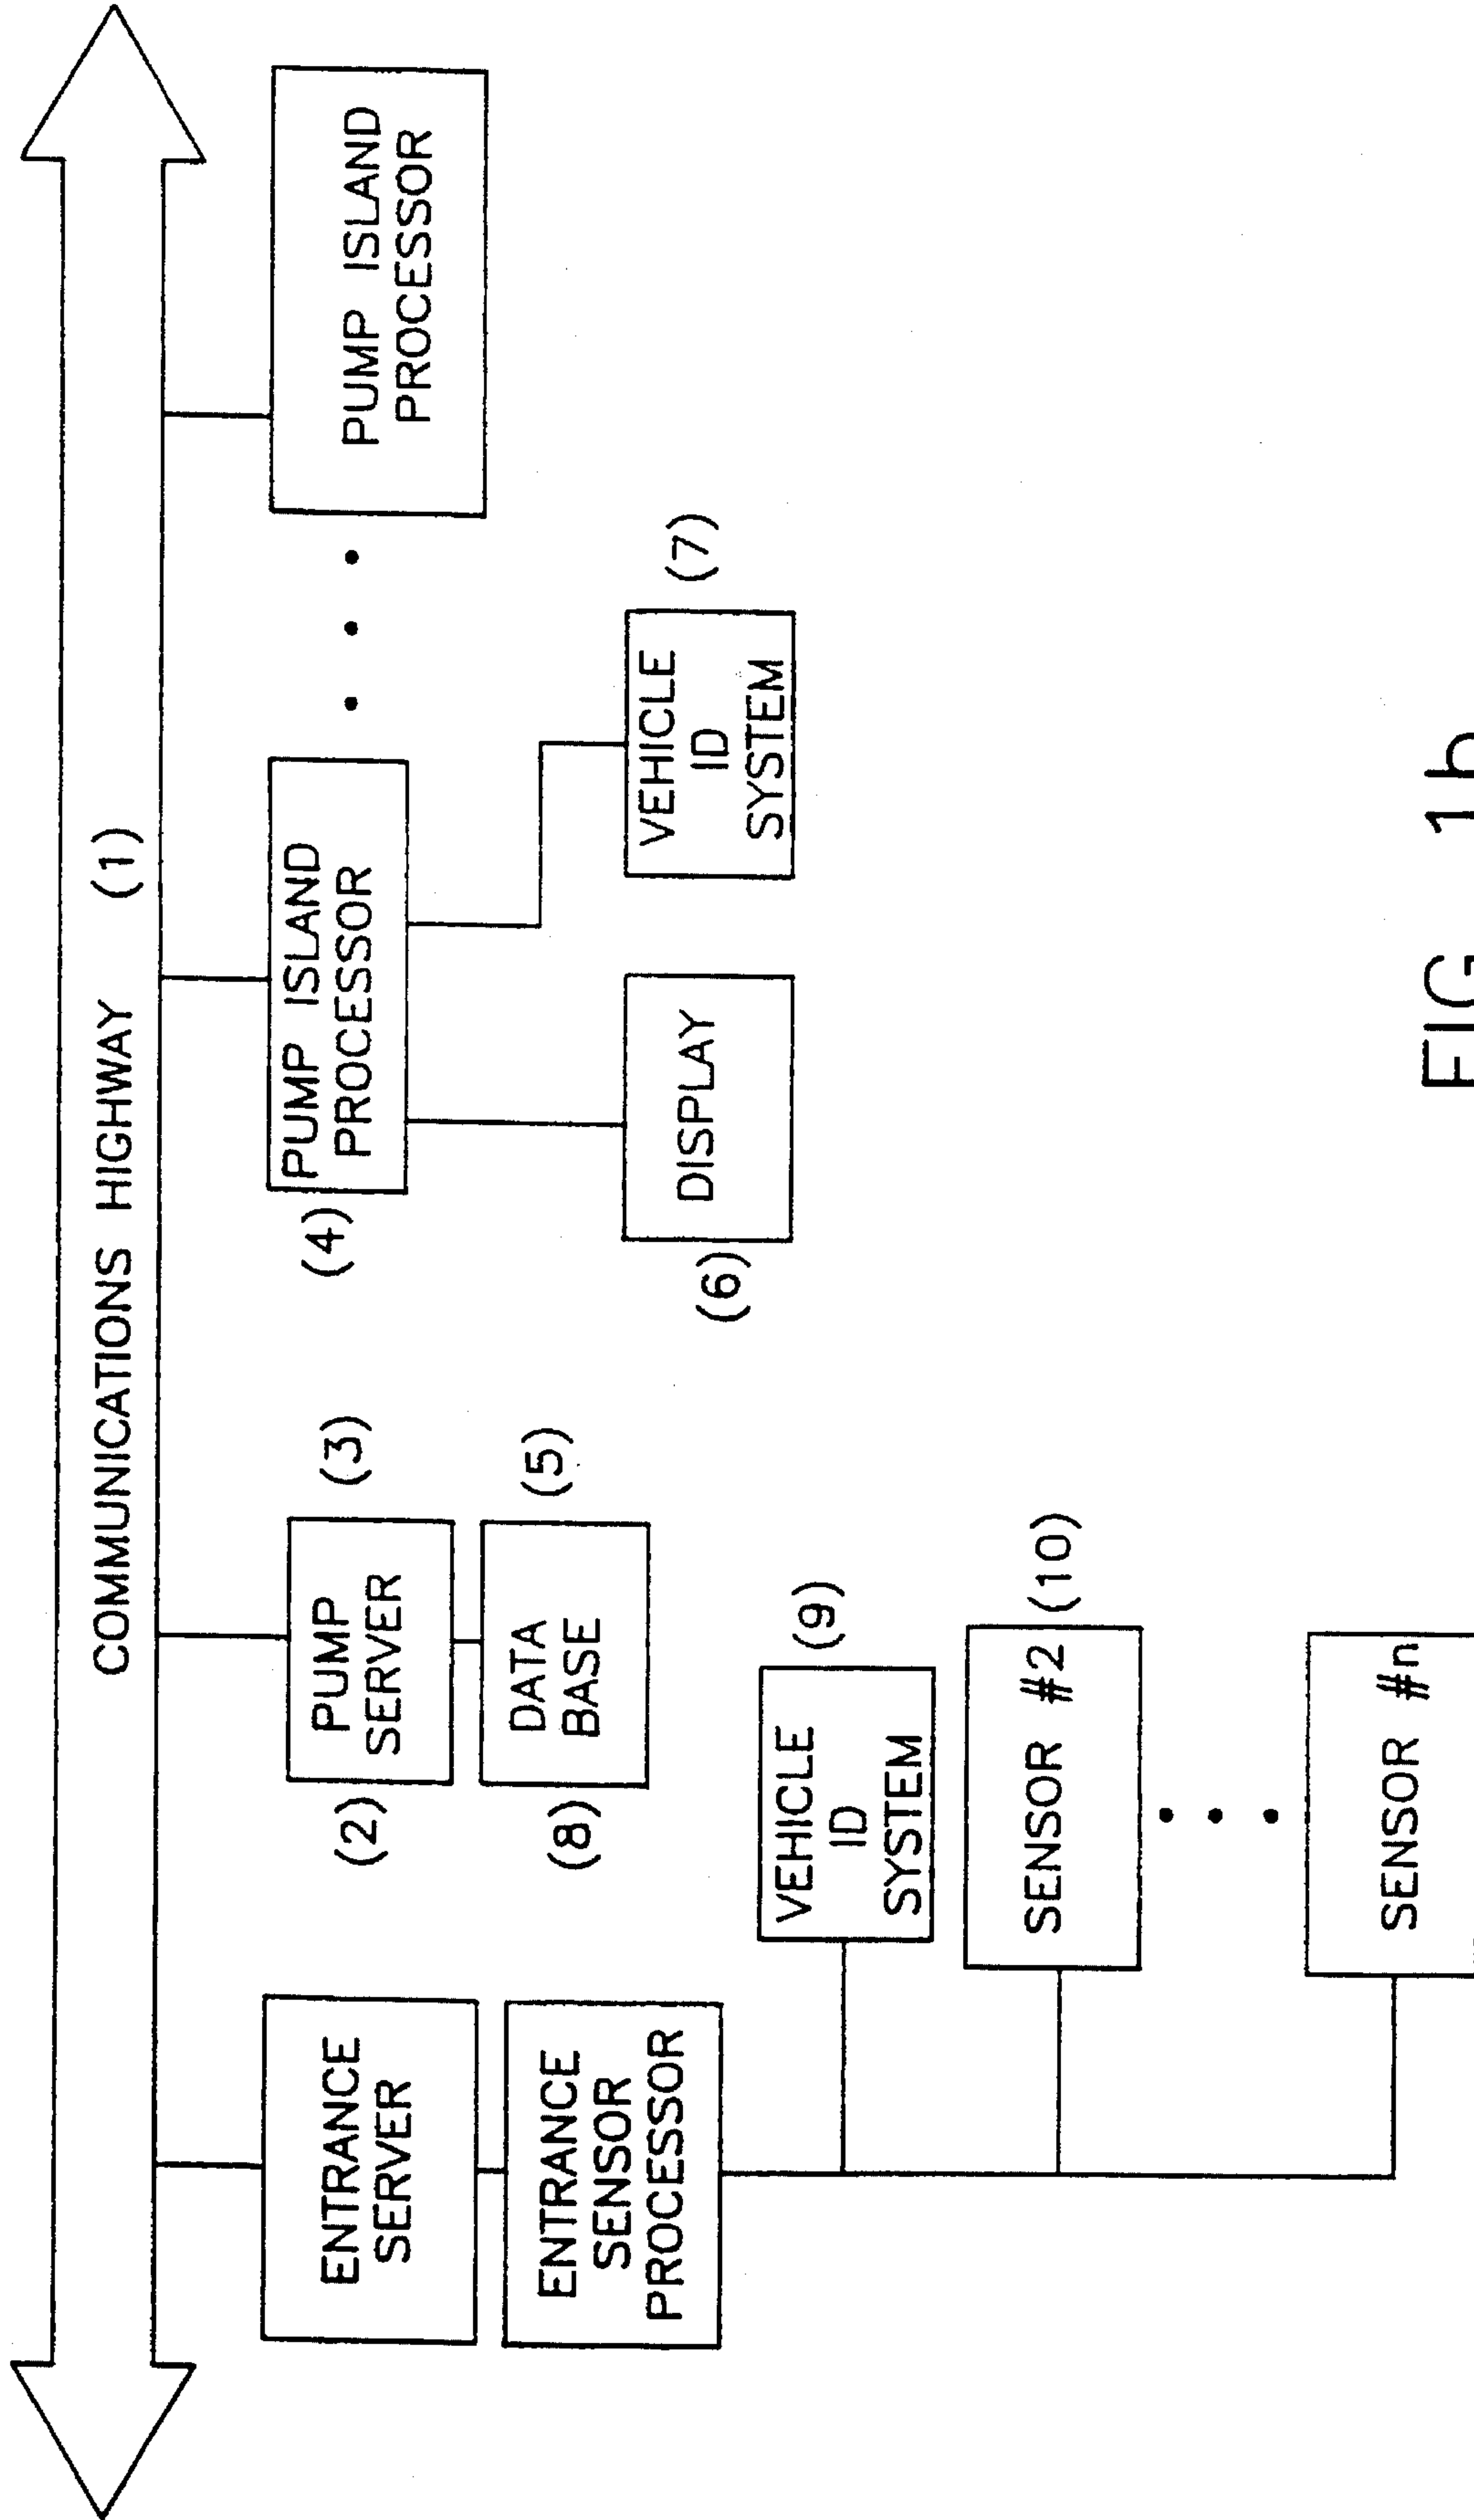 COMMUNICATIONS HIGHWAY (1)
ENTRANCE
SERVER
(2)
PUMP
SERVER
(3)
(4)
PUMP ISLAND
PROCESSOR
PUMP ISLAND
PROCESSOR
ENTRANCE
SENSOR
PROCESSOR
(8)
DATA
BASE
(5)
(6)
DISPLAY
VEHICLE
ID
SYSTEM
(7)
VEHICLE
ID
SYSTEM
(9)
SENSOR #2
(10)
SENSOR #n
FIG 1b